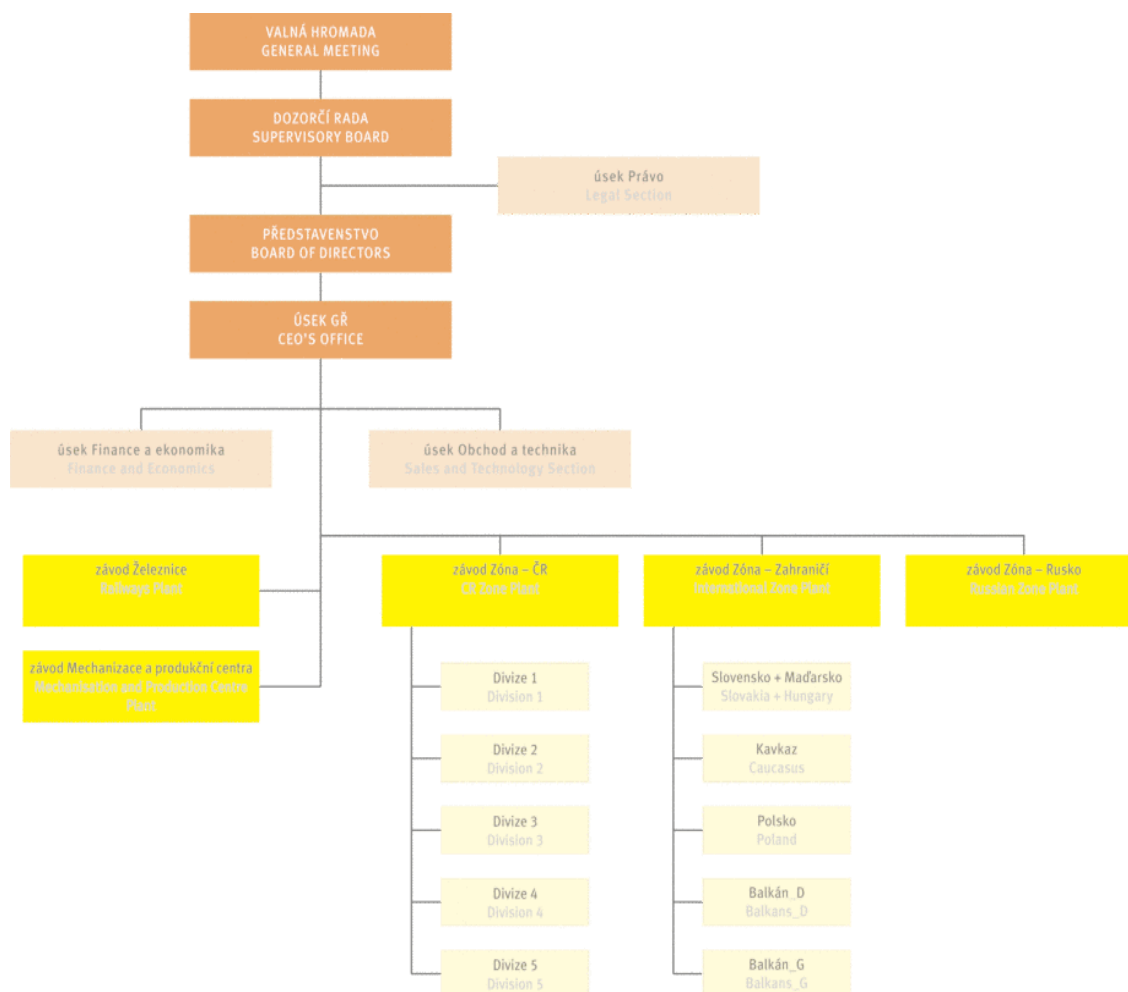 VALNÁ HROMADA
GENERAL MEETING
DOZORČÍ RADA
SUPERVISORY BOARD
úsek Právo
Legal Section
PŘEDSTAVENSTVO
BOARD OF DIRECTORS
ÚSEK GŘ
CEO'S OFFICE
úsek Finance a ekonomika
Finance and Economics
úsek Obchod a technika
Sales and Technology Section
závod Železnice
Railways Plant
závod Zóna – ČR
CR Zone Plant
závod Zóna – Zahraničí
International Zone Plant
závod Zóna – Rusko
Russian Zone Plant
závod Mechanizace a produkční centra
Mechanisation and Production Centre
Plant
Divize 1
Division 1
Slovensko + Maďarsko
Slovakia + Hungary
Divize 2
Division 2
Kavkaz
Caucasus
Divize 3
Division 3
Polsko
Poland
Divize 4
Division 4
Balkán_D
Balkans_D
Divize 5
Division 5
Balkán_G
Balkans_G